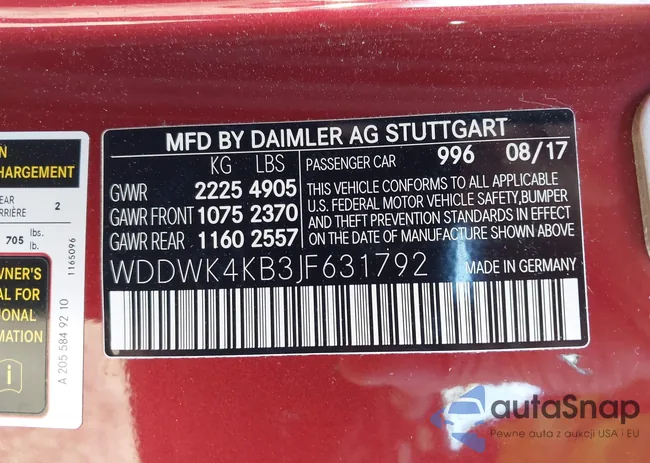 MFD BY DAIMLER AG STUTTGART
KG LBS
GVWR 2225 4905
GAWR FRONT 1075 2370
GAWR REAR 1160 2557
PASSENGER CAR 996 08/17
THIS VEHICLE CONFORMS TO ALL APPLICABLE
U.S. FEDERAL MOTOR VEHICLE SAFETY,BUMPER
AND THEFT PREVENTION STANDARDS IN EFFECT
ON THE DATE OF MANUFACTURE SHOWN ABOVE
WDDWK4KB3JF631792 MADE IN GERMANY
HARGEMENT
EAR 2
RRIÈRE
705 lbs.
lb.
1165096
WNER'S
AL FOR
IONAL
MATION
A 205 584 92 10
autaSnap
Pewne auta z aukcji USA i EU